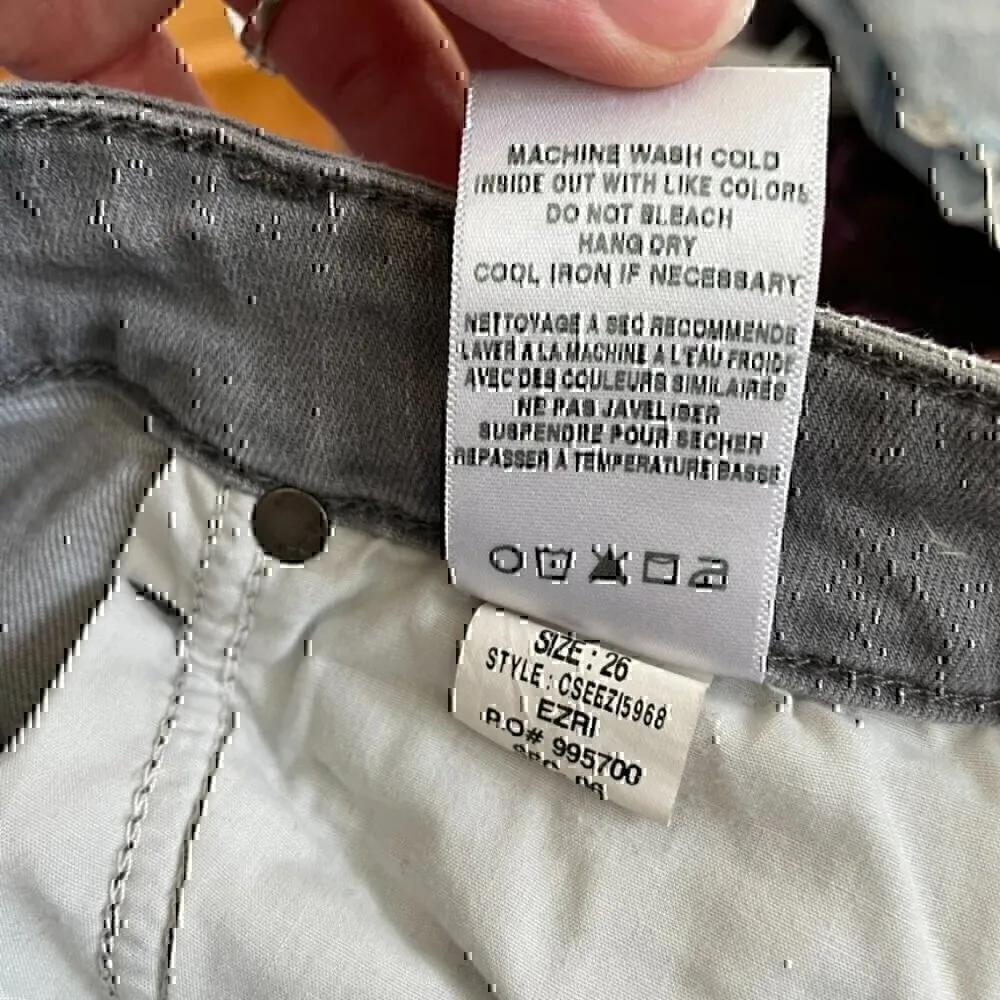 MACHINE WASH COLD
INSIDE OUT WITH LIKE COLORS
DO NOT BLEACH
HANG DRY
COOL IRON IF NECESSARY
NETTOYAGE A SEC RECOMMENDE
LAVER A LA MACHINE A L'EAU FROIDE
AVEC DES COULEURS SIMILAIRES
NE PAS JAVELISER
SUSPENDRE POUR SECHER
REPASSER A TEMPERATURE BASSE
SIZE : 26
STYLE : CSEEZI5968
EZRI
P.O# 995700